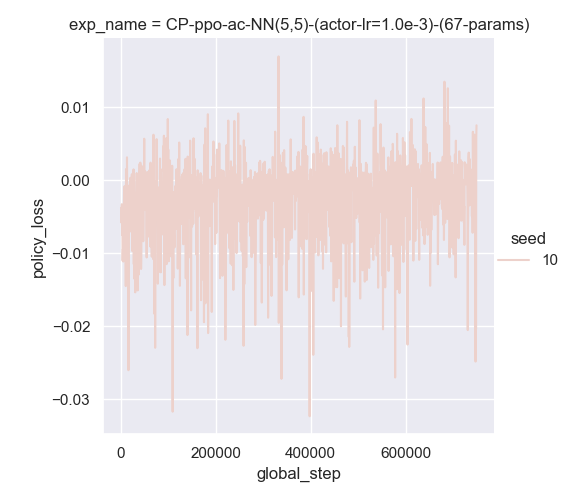 exp_name = CP-ppo-ac-NN(5,5)-(actor-lr=1.0e-3)-(67-params)
0.01
0.00
−0.01
−0.02
−0.03
policy_loss
0 200000 400000 600000
global_step
seed
10